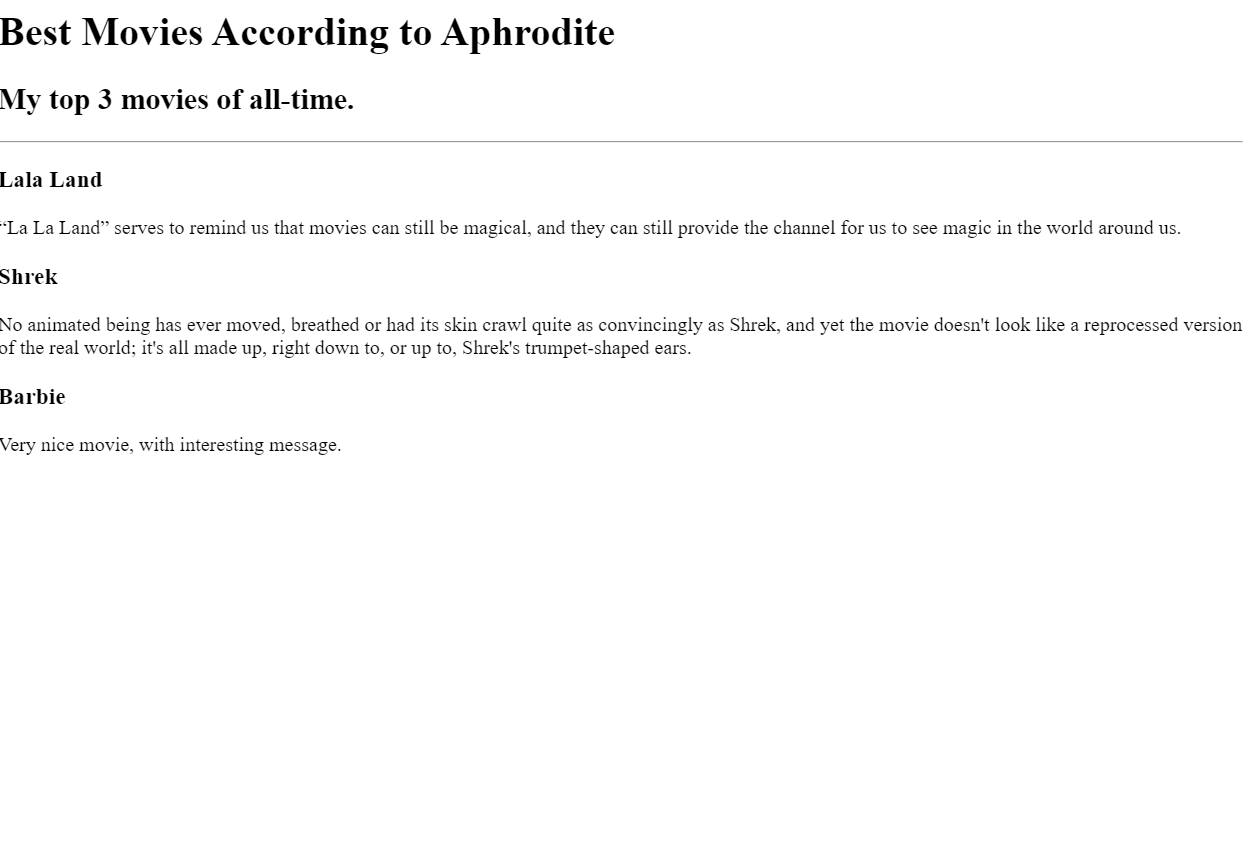 Best Movies According to Aphrodite
My top 3 movies of all-time.
Lala Land
“La La Land” serves to remind us that movies can still be magical, and they can still provide the channel for us to see magic in the world around us.
Shrek
No animated being has ever moved, breathed or had its skin crawl quite as convincingly as Shrek, and yet the movie doesn't look like a reprocessed version
of the real world; it's all made up, right down to, or up to, Shrek's trumpet-shaped ears.
Barbie
Very nice movie, with interesting message.